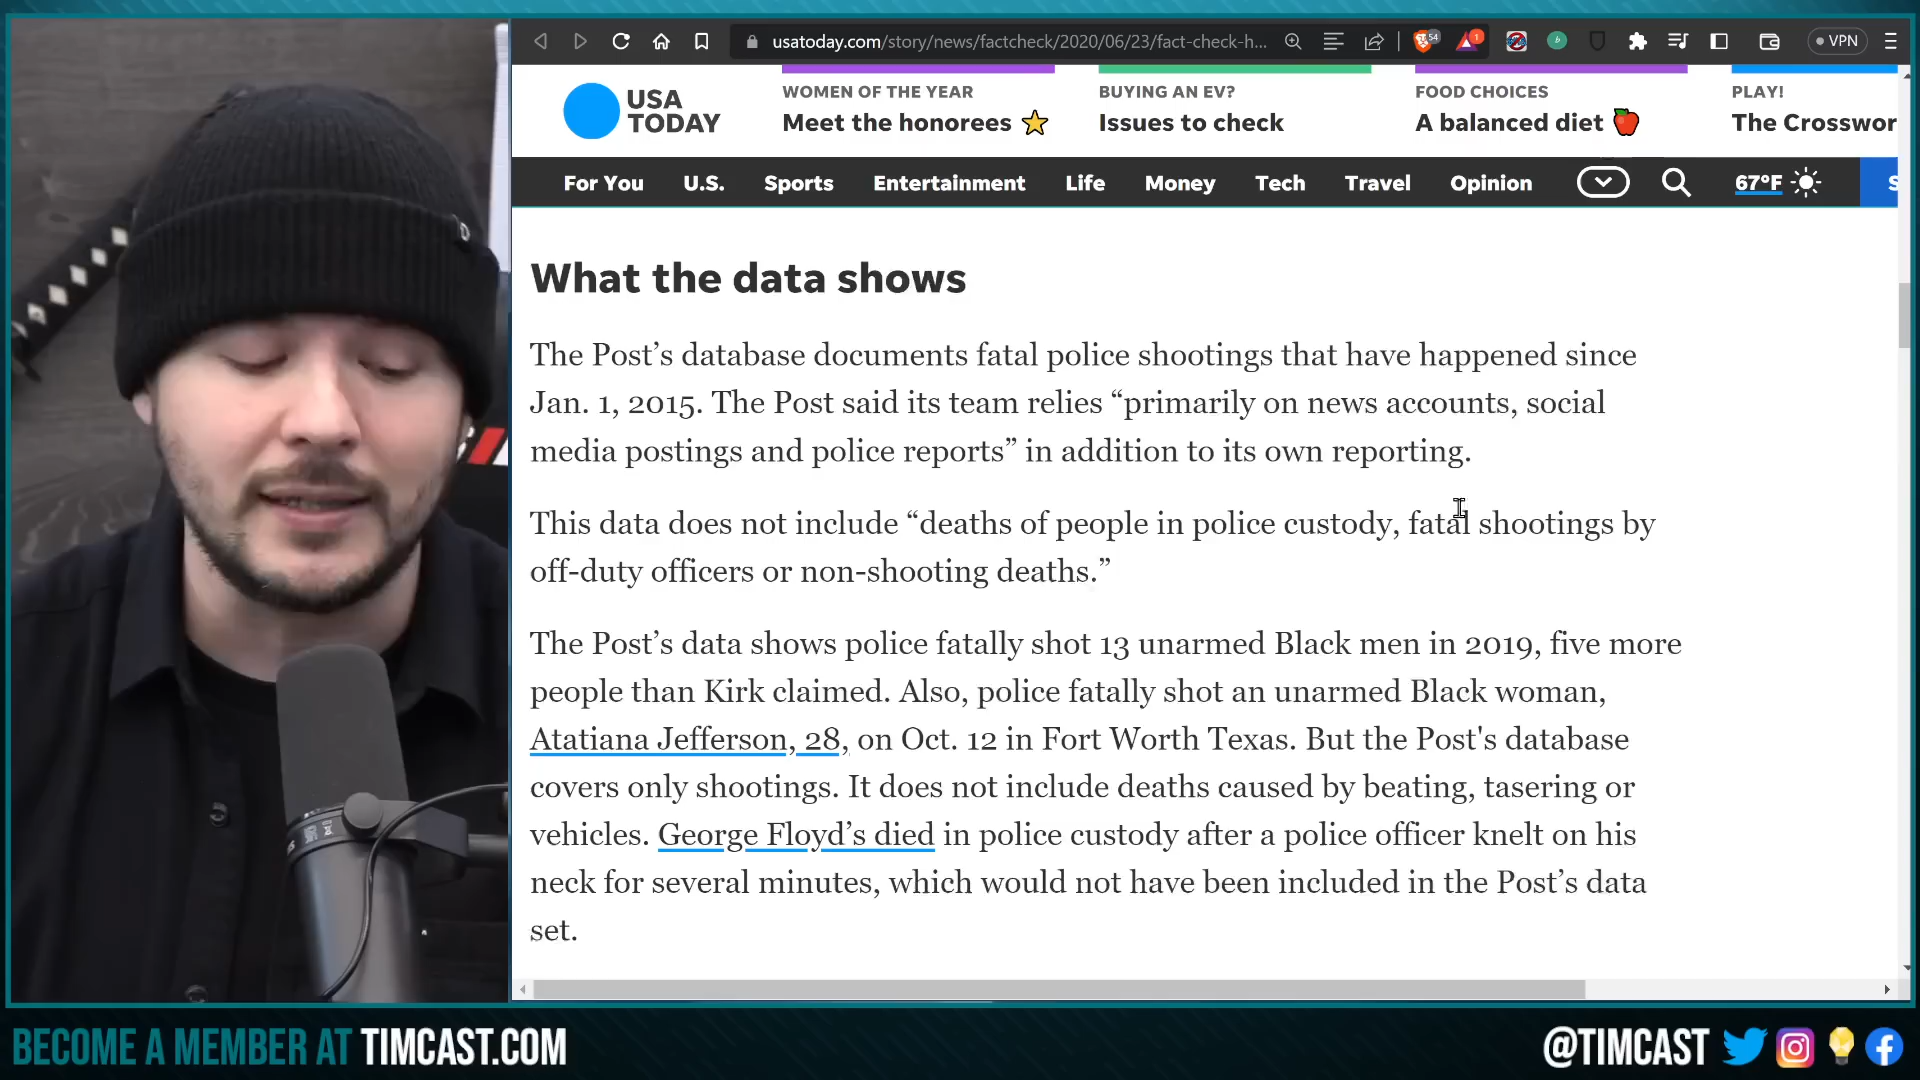 usatoday.com/story/news/factcheck/2020/06/23/fact-check-h...
54
1
VPN
USA
TODAY
WOMEN OF THE YEAR
Meet the honorees
BUYING AN EV?
Issues to check
FOOD CHOICES
A balanced diet
PLAY!
The Crosswor
For You
U.S.
Sports
Entertainment
Life
Money
Tech
Travel
Opinion
67°F
S
What the data shows
The Post’s database documents fatal police shootings that have happened since
Jan. 1, 2015. The Post said its team relies “primarily on news accounts, social
media postings and police reports” in addition to its own reporting.
This data does not include “deaths of people in police custody, fatal shootings by
off-duty officers or non-shooting deaths.”
The Post’s data shows police fatally shot 13 unarmed Black men in 2019, five more
people than Kirk claimed. Also, police fatally shot an unarmed Black woman,
Atatiana Jefferson, 28, on Oct. 12 in Fort Worth Texas. But the Post's database
covers only shootings. It does not include deaths caused by beating, tasering or
vehicles. George Floyd’s died in police custody after a police officer knelt on his
neck for several minutes, which would not have been included in the Post’s data
set.
BECOME A MEMBER AT TIMCAST.COM
@TIMCAST